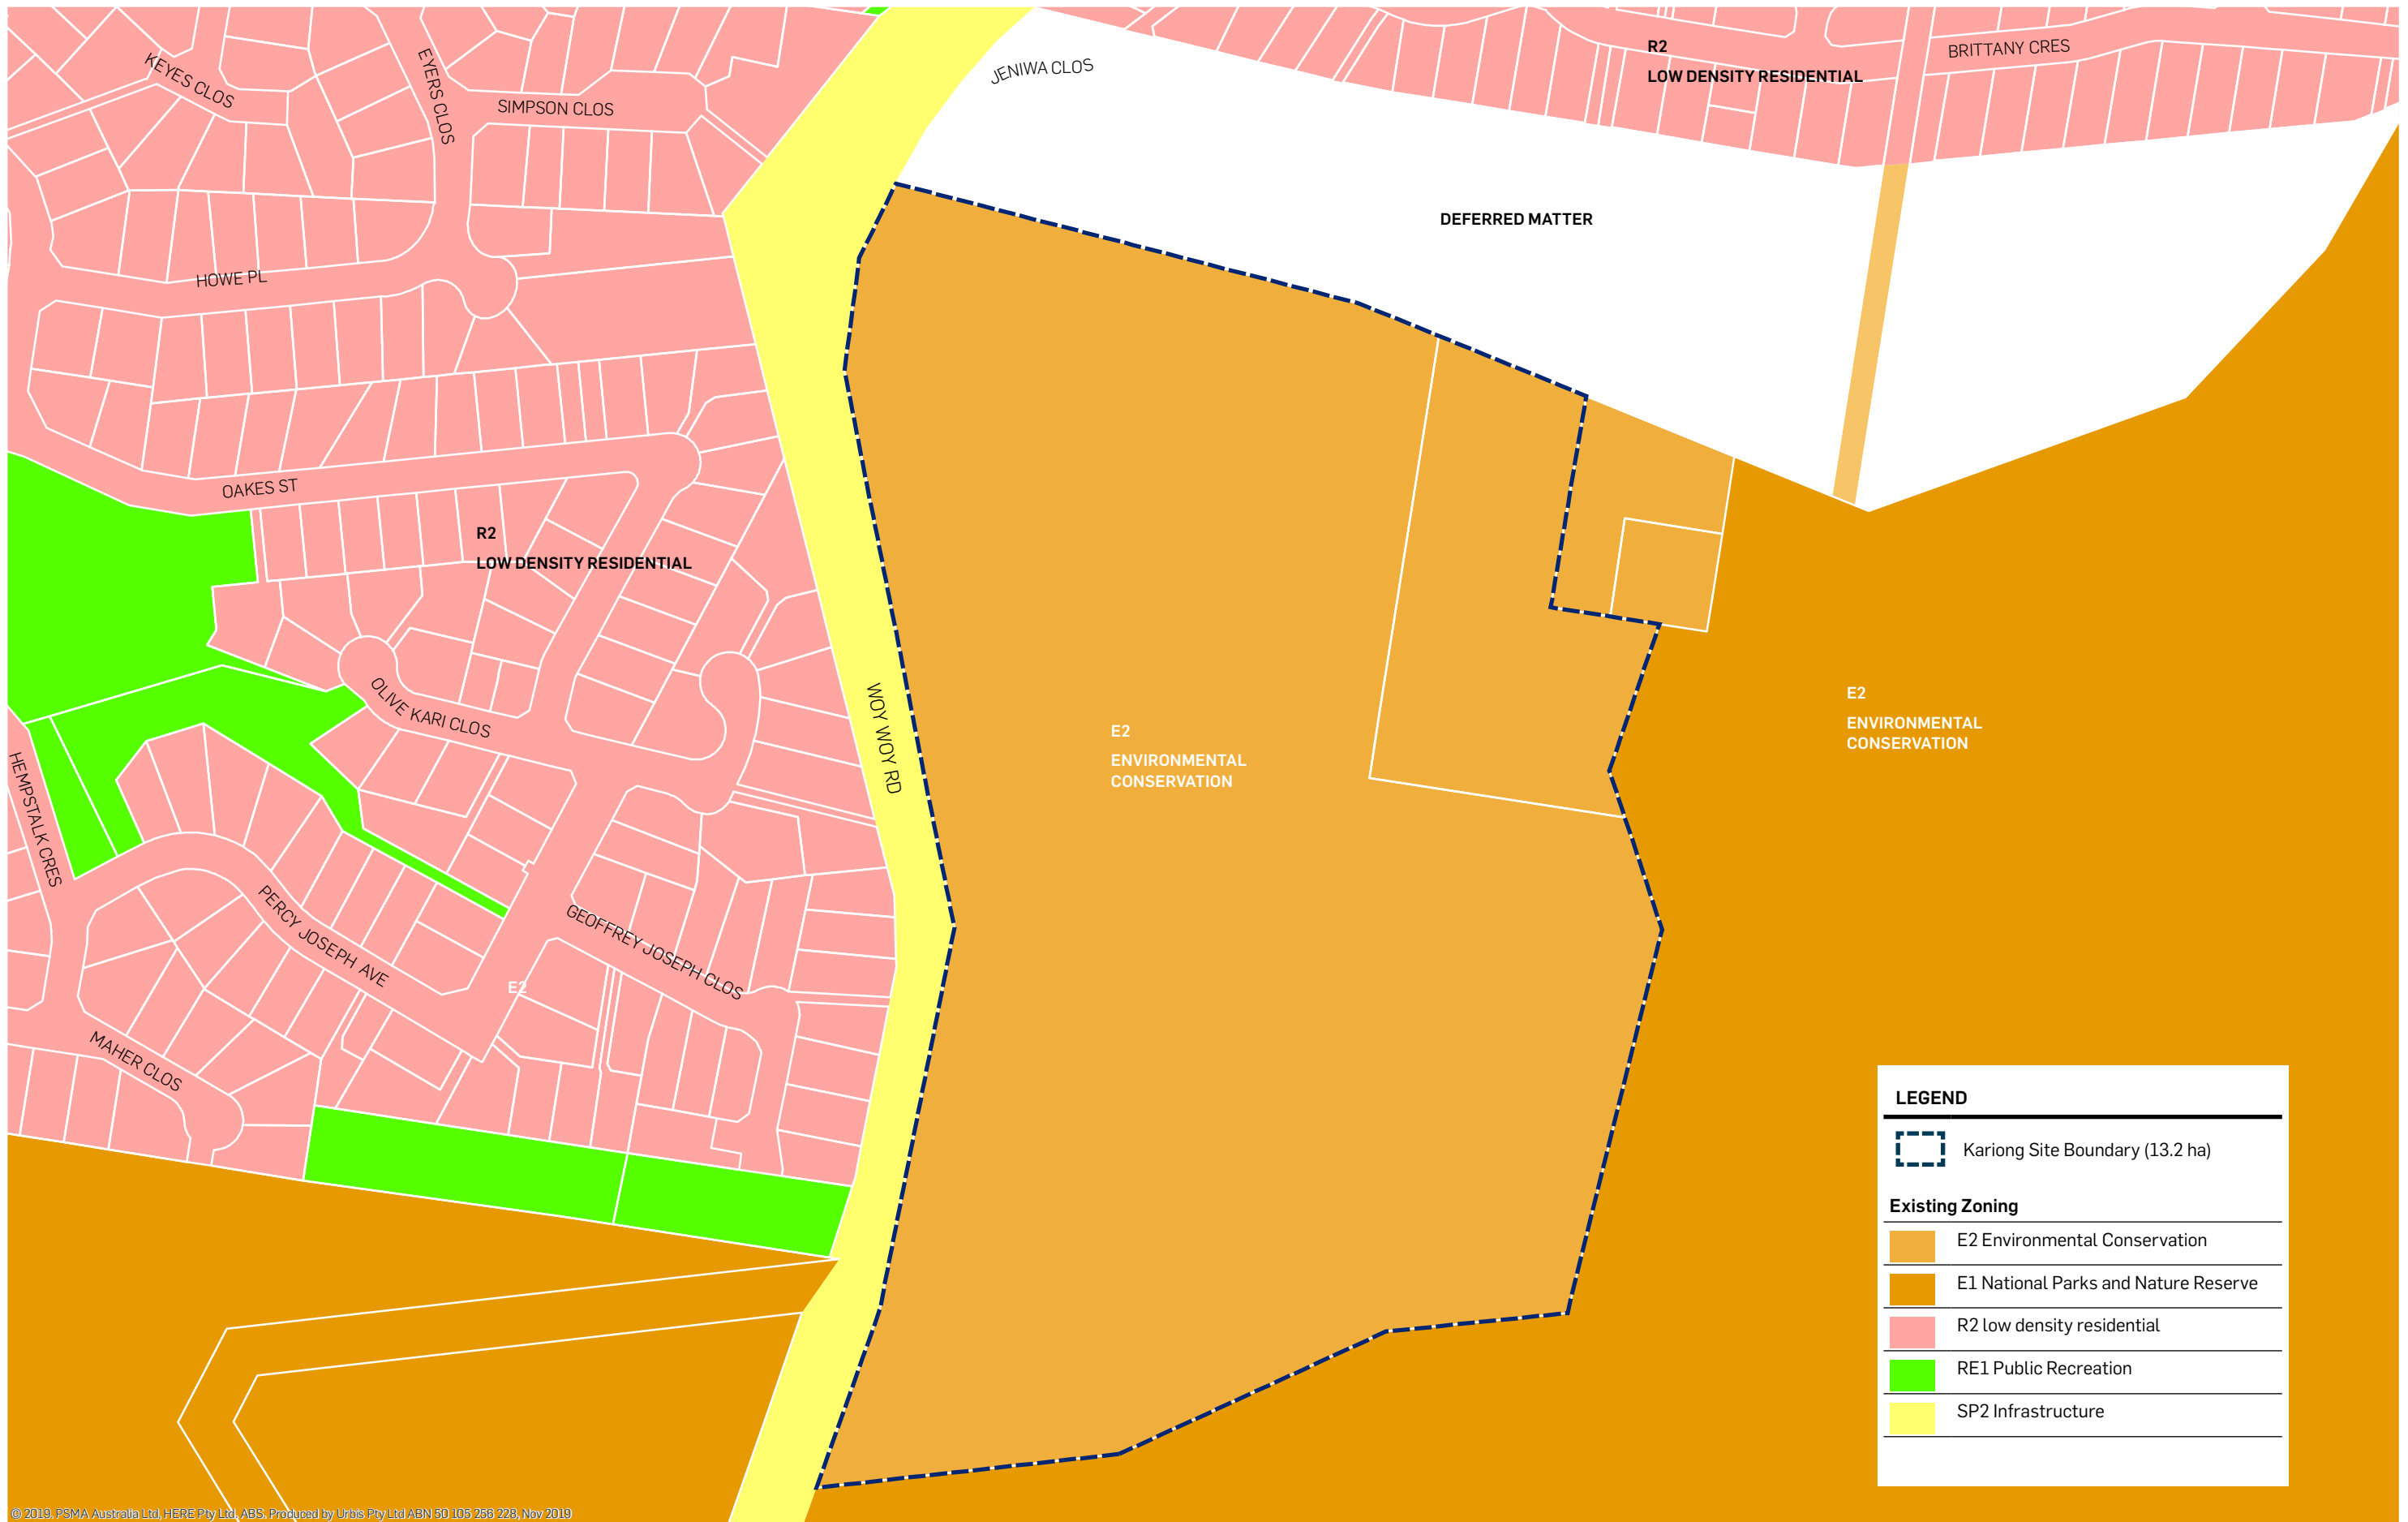 KEYES CLOS
EYERS CLOS
SIMPSON CLOS
JENIWA CLOS
R2
LOW DENSITY RESIDENTIAL
BRITTANY CRES
DEFERRED MATTER
HOWE PL
OAKES ST
R2
LOW DENSITY RESIDENTIAL
OLIVE KARI CLOS
WOY WOY RD
E2
ENVIRONMENTAL
CONSERVATION
E2
ENVIRONMENTAL
CONSERVATION
HEMPSTALK CRES
PERCY JOSEPH AVE
GEOFFREY JOSEPH CLOS
E2
MAHER CLOS
LEGEND
Kariong Site Boundary (13.2 ha)
Existing Zoning
E2 Environmental Conservation
E1 National Parks and Nature Reserve
R2 low density residential
RE1 Public Recreation
SP2 Infrastructure
© 2019. PSMA Australia Ltd, HERE Pty Ltd. ABS. Produced by Urbis Pty Ltd ABN 50 105 256 228, Nov 2019